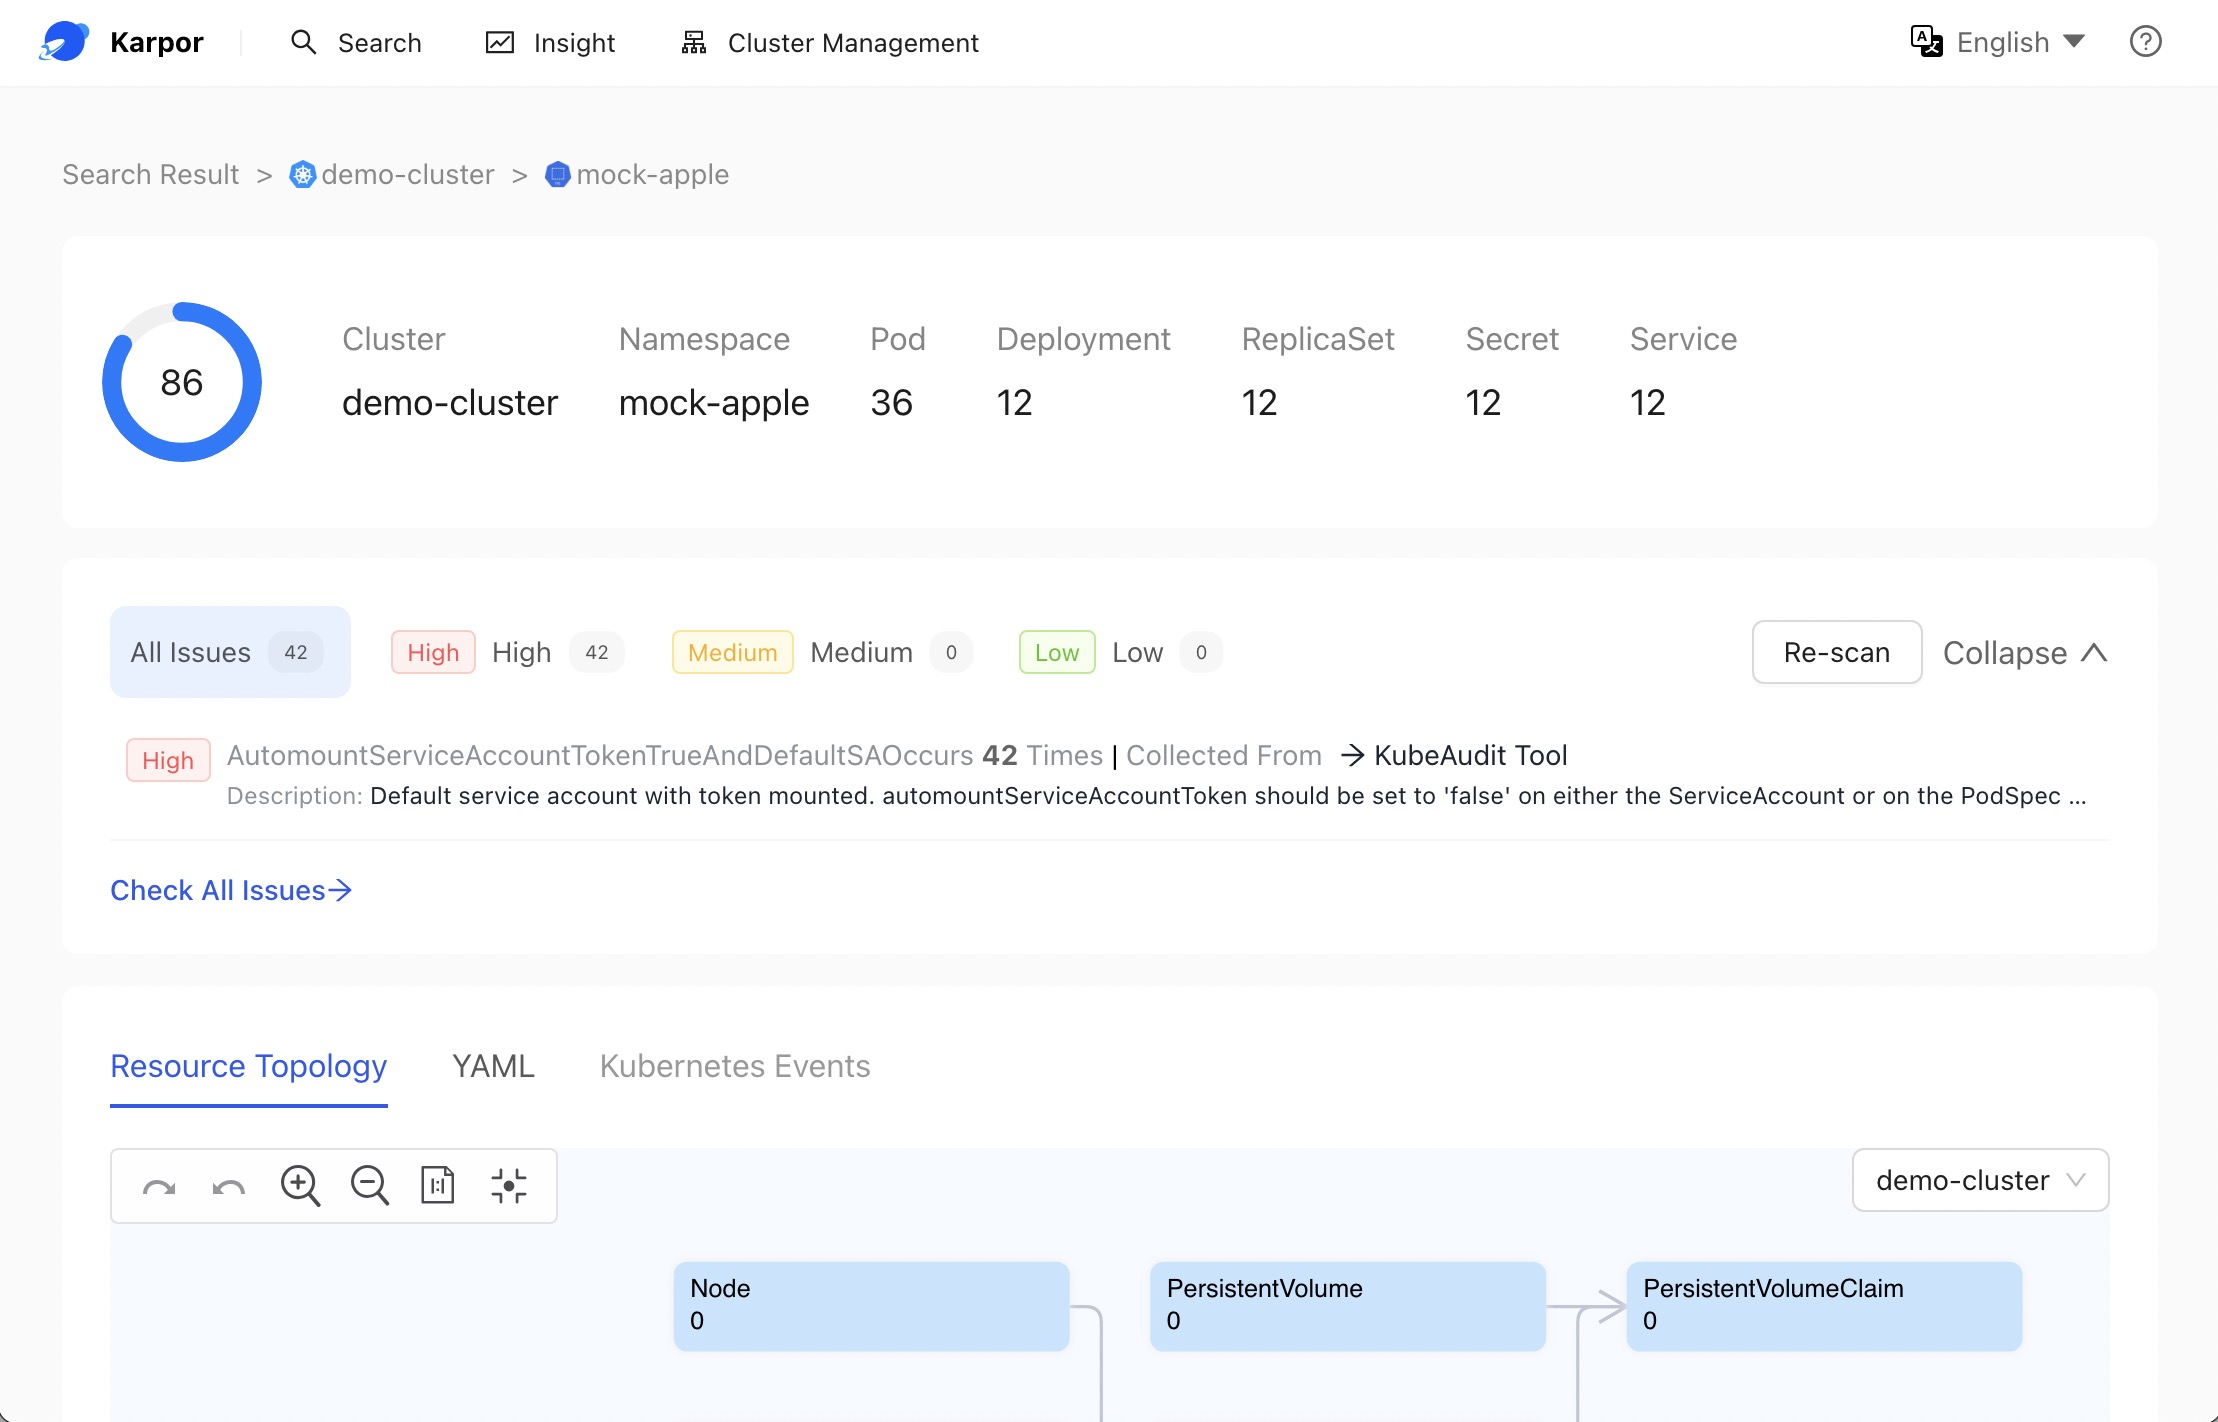 Karpor
Search
Insight
Cluster Management
English
Search Result > demo-cluster > mock-apple
86
Cluster Namespace Pod Deployment ReplicaSet Secret Service
demo-cluster mock-apple 36 12 12 12 12
All Issues 42 High High 42 Medium Medium 0 Low Low 0 Re-scan Collapse
High AutomountServiceAccountTokenTrueAndDefaultSAOccurs 42 Times | Collected From → KubeAudit Tool
Description: Default service account with token mounted. automountServiceAccountToken should be set to 'false' on either the ServiceAccount or on the PodSpec ...
Check All Issues→
Resource Topology YAML Kubernetes Events
demo-cluster
Node
0
PersistentVolume
0
PersistentVolumeClaim
0